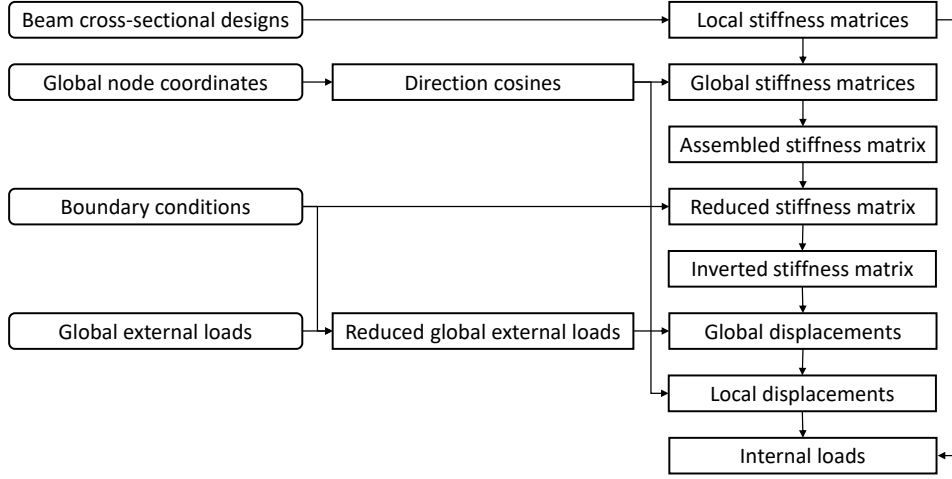 Beam cross-sectional designs
Local stiffness matrices
Global node coordinates
Direction cosines
Global stiffness matrices
Assembled stiffness matrix
Boundary conditions
Reduced stiffness matrix
Inverted stiffness matrix
Global external loads
Reduced global external loads
Global displacements
Local displacements
Internal loads